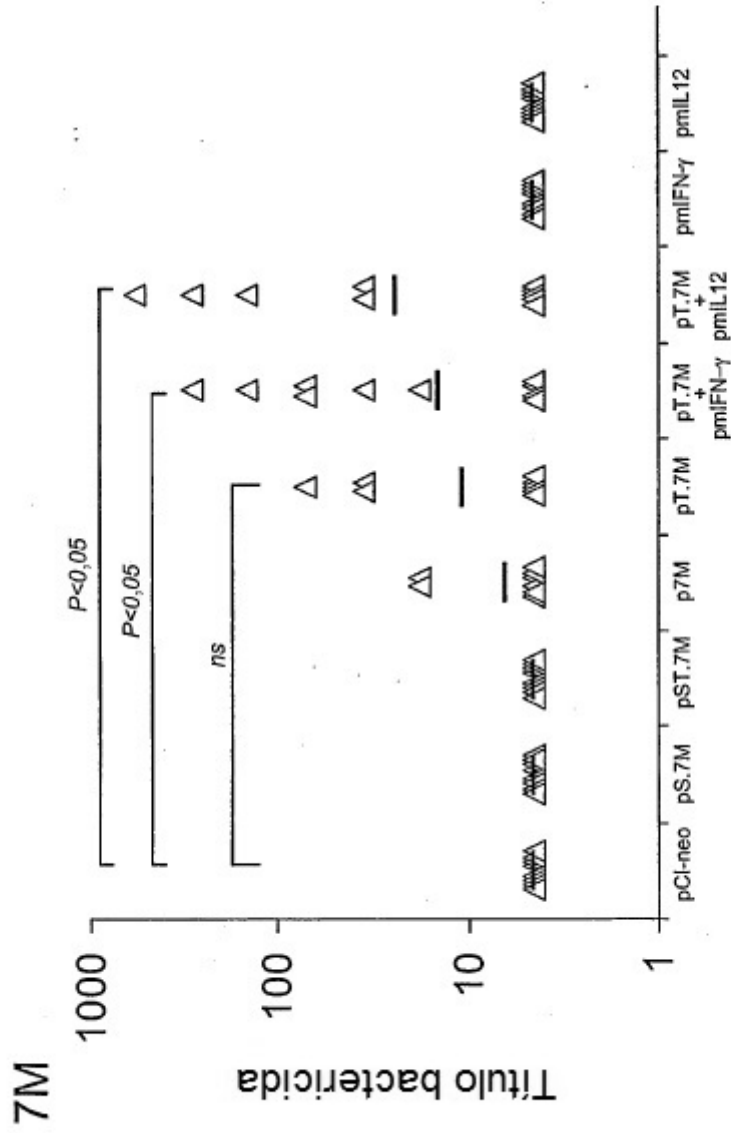 7M
Título bactericida
1000
100
10
1
P<0,05
P<0,05
ns
pCI-neo
pS.7M
pST.7M
p7M
pT.7M
pT.7M
+
pmIFN-γ
pT.7M
+
pmIL12
pmIFN-γ
pmIL12